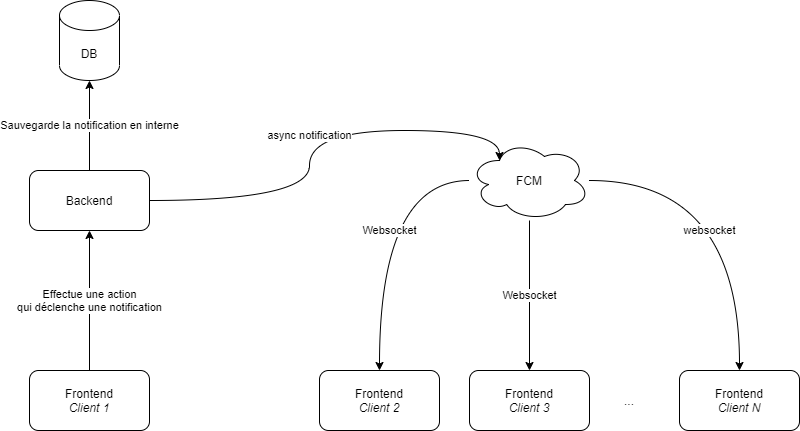 DB
Sauvegarde la notification en interne
async notification
FCM
Backend
Websocket
websocket
Effectue une action
qui déclenche une notification
Websocket
Frontend
Client 1
Frontend
Client 2
Frontend
Client 3
...
Frontend
Client N